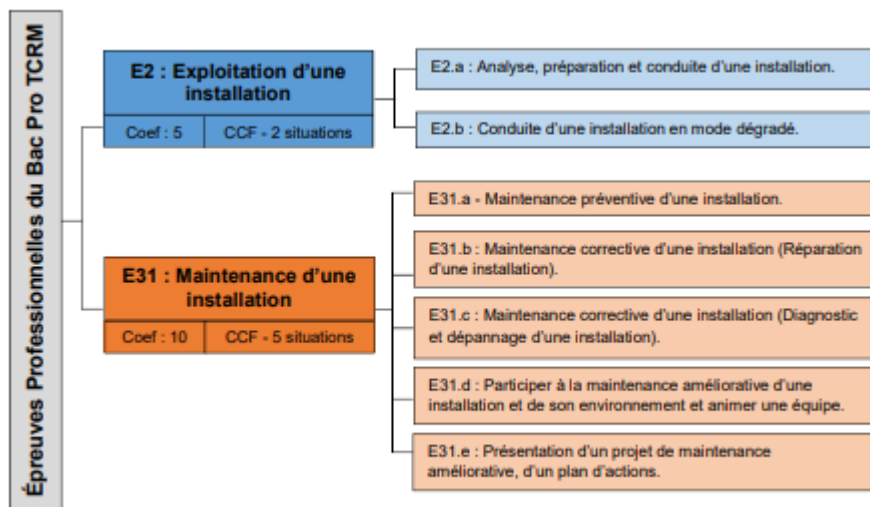 Épreuves Professionnelles du Bac Pro TCRM
E2 : Exploitation d'une
installation
Coef : 5
CCF - 2 situations
E2.a : Analyse, préparation et conduite d'une installation.
E2.b : Conduite d'une installation en mode dégradé.
E31 : Maintenance d'une
installation
Coef : 10
CCF - 5 situations
E31.a - Maintenance préventive d'une installation.
E31.b : Maintenance corrective d'une installation (Réparation
d'une installation).
E31.c : Maintenance corrective d'une installation (Diagnostic
et dépannage d'une installation).
E31.d : Participer à la maintenance améliorative d'une
installation et de son environnement et animer une équipe.
E31.e : Présentation d'un projet de maintenance
améliorative, d'un plan d'actions.